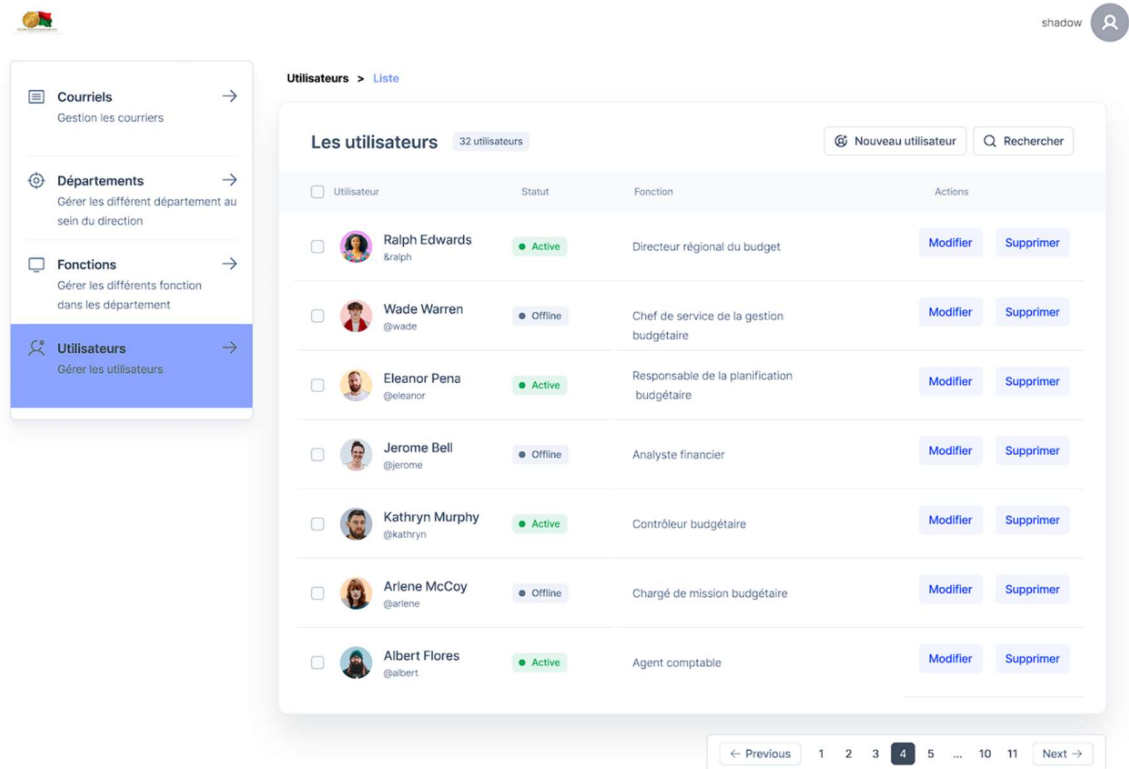 shadow
Courriels
Gestion les courriers
Départements
Gérer les différent département au
sein du direction
Fonctions
Gérer les différents fonction
dans les département
Utilisateurs
Gérer les utilisateurs
Utilisateurs > Liste
Les utilisateurs 32 utilisateurs Nouveau utilisateur Rechercher
Utilisateur Statut Fonction Actions
Ralph Edwards
&ralph
Active
Directeur régional du budget
Modifier Supprimer
Wade Warren
@wade
Offline
Chef de service de la gestion
budgétaire
Modifier Supprimer
Eleanor Pena
@eleanor
Active
Responsable de la planification
budgétaire
Modifier Supprimer
Jerome Bell
@jerome
Offline
Analyste financier
Modifier Supprimer
Kathryn Murphy
@kathryn
Active
Contrôleur budgétaire
Modifier Supprimer
Arlene McCoy
@arlene
Offline
Chargé de mission budgétaire
Modifier Supprimer
Albert Flores
@albert
Active
Agent comptable
Modifier Supprimer
← Previous 1 2 3 4 5 ... 10 11 Next →